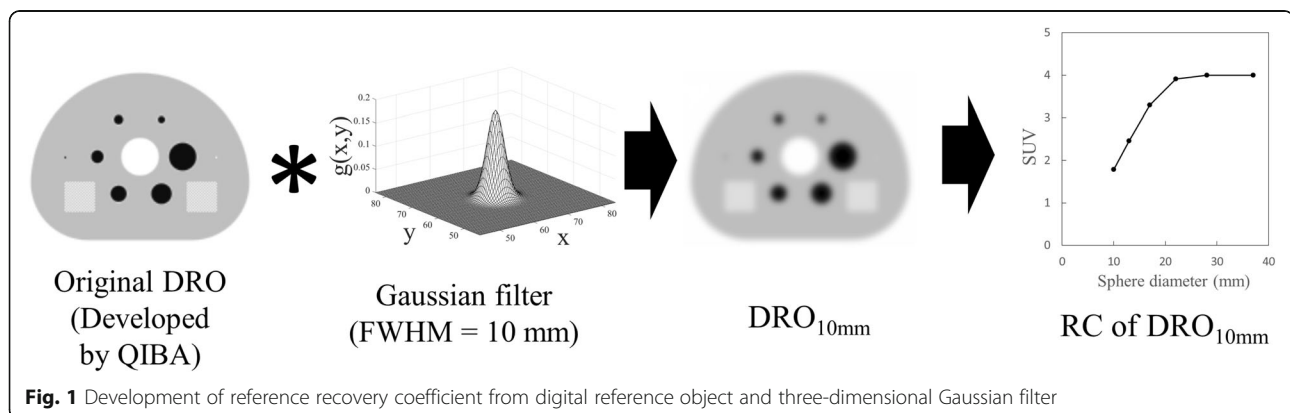 Original DRO
(Developed
by QIBA)
*
g(x,y)
0.2
0.15
0.1
0.05
0
80
70
60
50
y
50
60
70
80
x
Gaussian filter
(FWHM = 10 mm)
DRO10mm
SUV
5
4
3
2
1
0
0 10 20 30 40
Sphere diameter (mm)
RC of DRO10mm
Fig. 1 Development of reference recovery coefficient from digital reference object and three-dimensional Gaussian filter